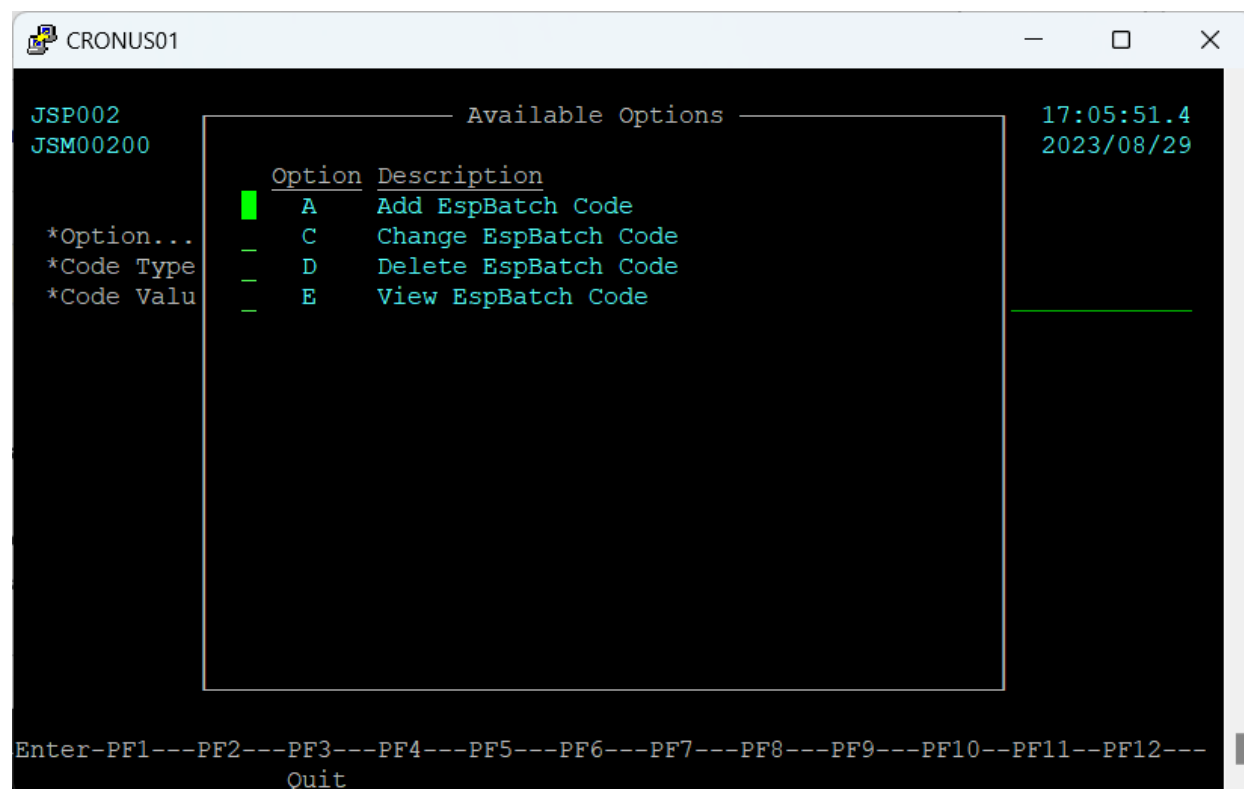 CRONUS01
JSP002 Available Options 17:05:51.4
JSM00200 2023/08/29
Option Description
A Add EspBatch Code
*Option... _ C Change EspBatch Code
*Code Type _ D Delete EspBatch Code
*Code Valu _ E View EspBatch Code
Enter-PF1---PF2---PF3---PF4---PF5---PF6---PF7---PF8---PF9---PF10--PF11--PF12---
Quit